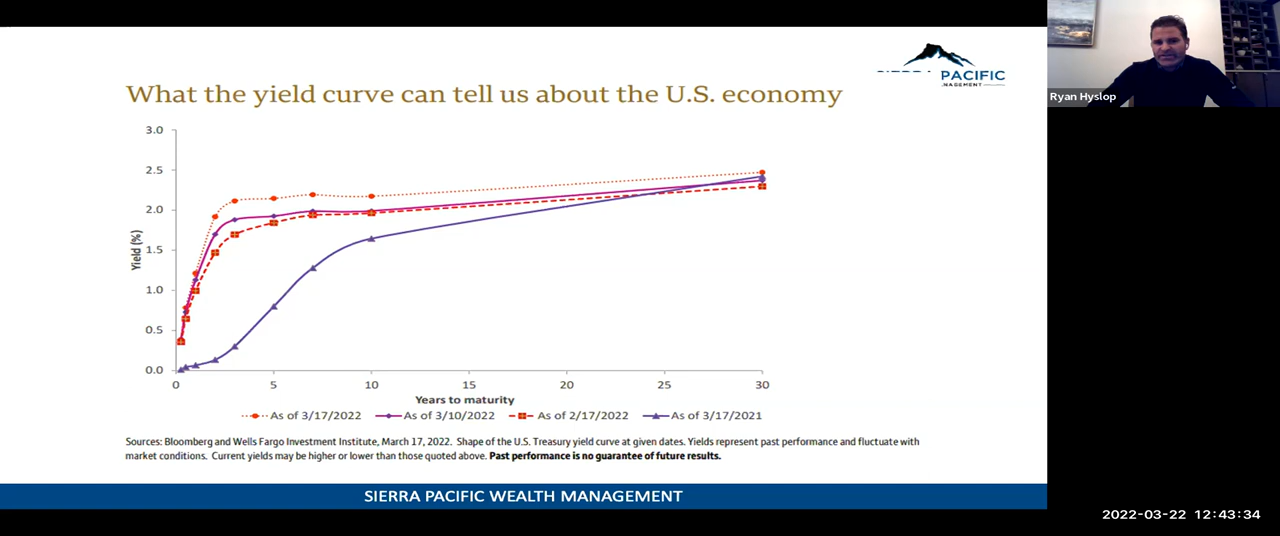 PACIFIC
What the yield curve can tell us about the U.S. economy
Ryan Hyslop
3.0
2.5
2.0
1.5
1.0
0.5
0.0
Yield (%)
0 5 10 15 20 25 30
Years to maturity
As of 3/17/2022 As of 3/10/2022 As of 2/17/2022 As of 3/17/2021
Sources: Bloomberg and Wells Fargo Investment Institute, March 17, 2022. Shape of the U.S. Treasury yield curve at given dates. Yields represent past performance and fluctuate with
market conditions. Current yields may be higher or lower than those quoted above. Past performance is no guarantee of future results.
SIERRA PACIFIC WEALTH MANAGEMENT
2022-03-22 12:43:34